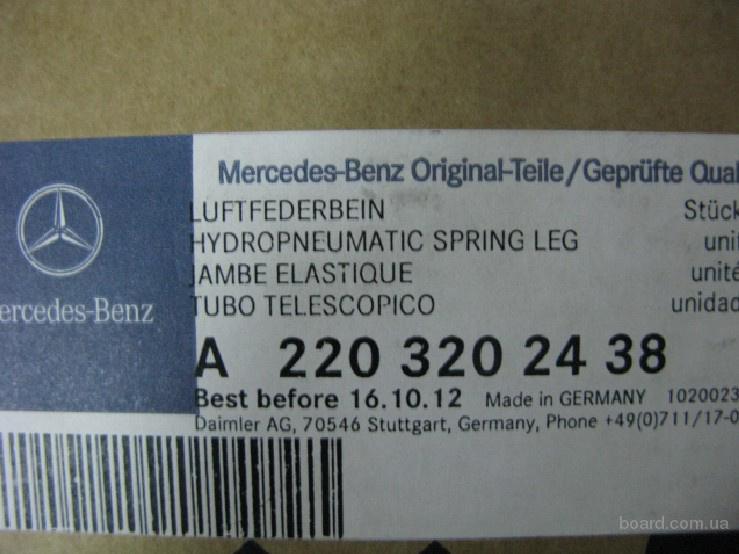 Mercedes-Benz Original-Teile/Geprüfte Qual
LUFTFEDERBEIN Stück
HYDROPNEUMATIC SPRING LEG unit
JAMBE ELASTIQUE unité
TUBO TELESCOPICO unidad
ercedes-Benz
A 220 320 24 38
Best before 16.10.12 Made in GERMANY 1020023
Daimler AG, 70546 Stuttgart, Germany, Phone +49(0)711/17-0
board.com.ua